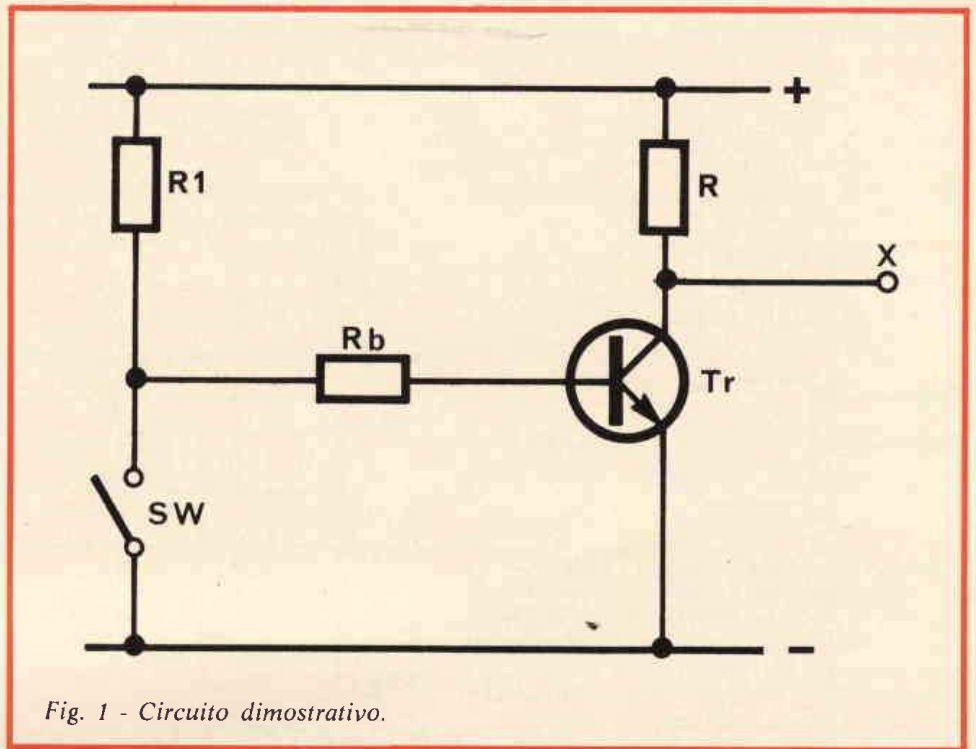 +
R1
R
X
Rb
Tr
SW
-
Fig. 1 - Circuito dimostrativo.